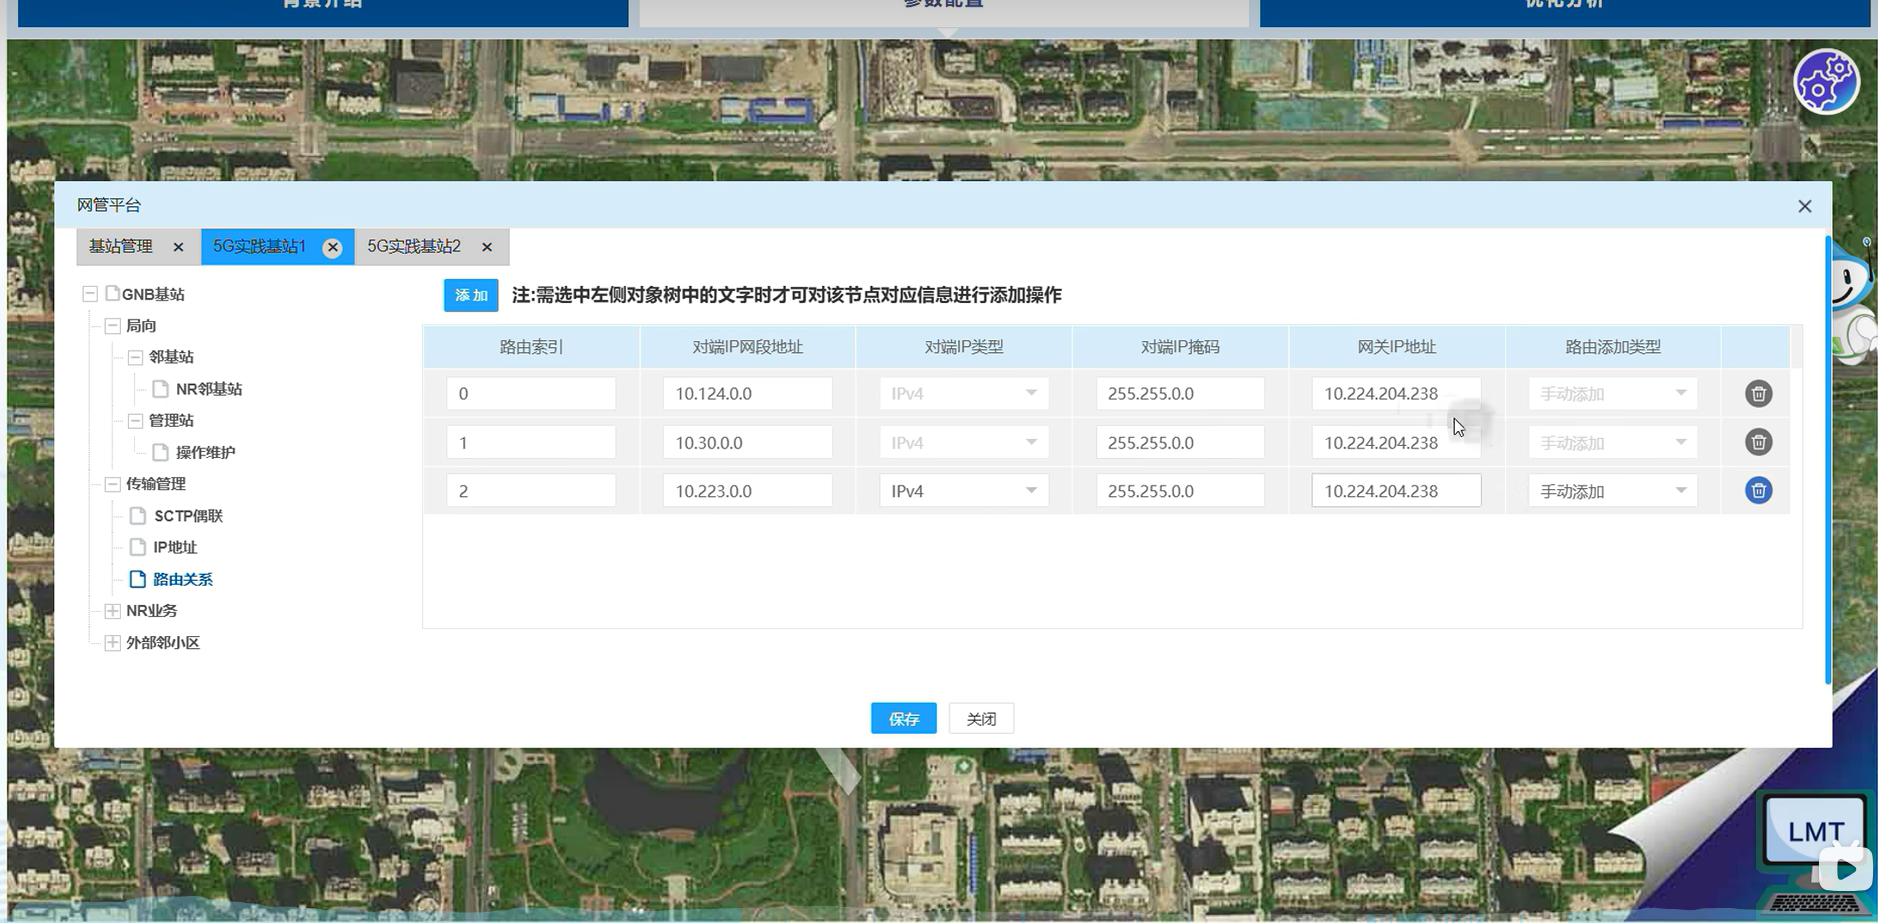 背景介绍 参数配置 优化分析
网管平台
基站管理 5G实践基站1 5G实践基站2
GNB基站
局向
邻基站
NR邻基站
管理站
操作维护
传输管理
SCTP偶联
IP地址
路由关系
NR业务
外部邻小区
添加 注:需选中左侧对象树中的文字时才可对该节点对应信息进行添加操作
路由索引 对端IP网段地址 对端IP类型 对端IP掩码 网关IP地址 路由添加类型
0 10.124.0.0 IPv4 255.255.0.0 10.224.204.238 手动添加
1 10.30.0.0 IPv4 255.255.0.0 10.224.204.238 手动添加
2 10.223.0.0 IPv4 255.255.0.0 10.224.204.238 手动添加
保存 关闭
LMT